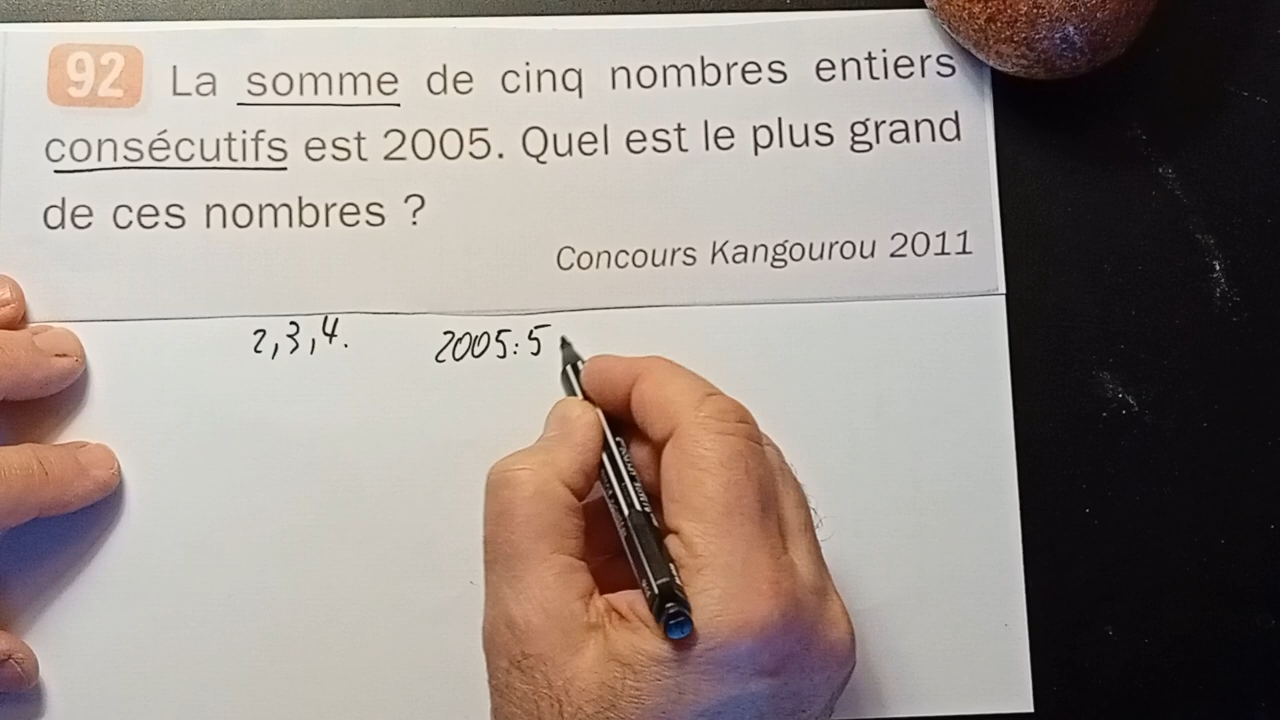 92 La somme de cinq nombres entiers
consécutifs est 2005. Quel est le plus grand
de ces nombres ?
Concours Kangourou 2011
2,3,4. 2005:5